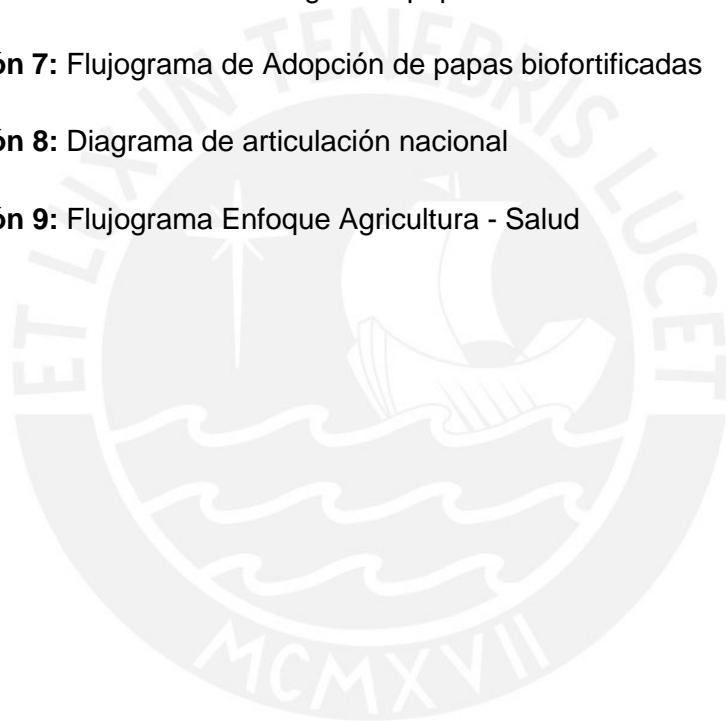 ón 7: Flujograma de Adopción de papas biofortificadas
ón 8: Diagrama de articulación nacional
ón 9: Flujograma Enfoque Agricultura - Salud
ET LUX IN TENEBRIS LUCET
MCMXVII